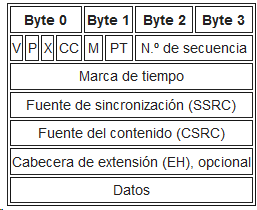 Byte 0 Byte 1 Byte 2 Byte 3
V P X CC M PT N.º de secuencia
Marca de tiempo
Fuente de sincronización (SSRC)
Fuente del contenido (CSRC)
Cabecera de extensión (EH), opcional
Datos